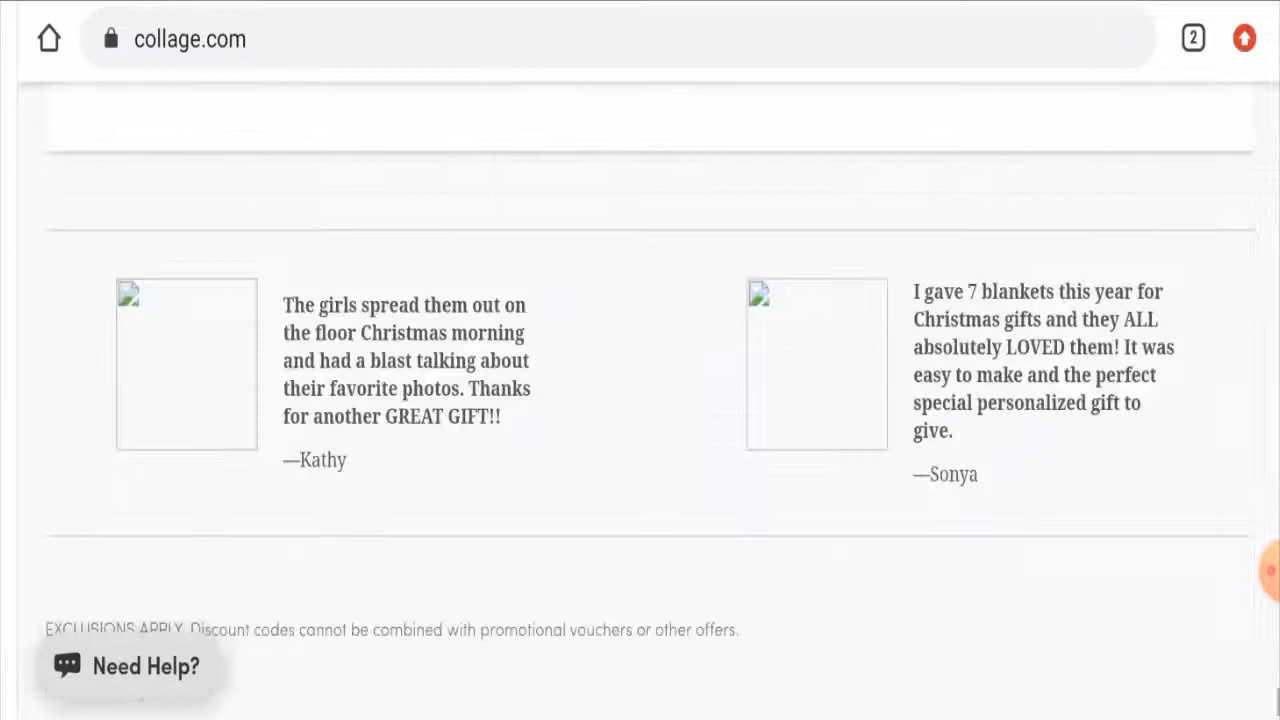 collage.com
2
The girls spread them out on
the floor Christmas morning
and had a blast talking about
their favorite photos. Thanks
for another GREAT GIFT!!
—Kathy
I gave 7 blankets this year for
Christmas gifts and they ALL
absolutely LOVED them! It was
easy to make and the perfect
special personalized gift to
give.
—Sonya
EXCLUSIONS APPLY. Discount codes cannot be combined with promotional vouchers or other offers.
Need Help?